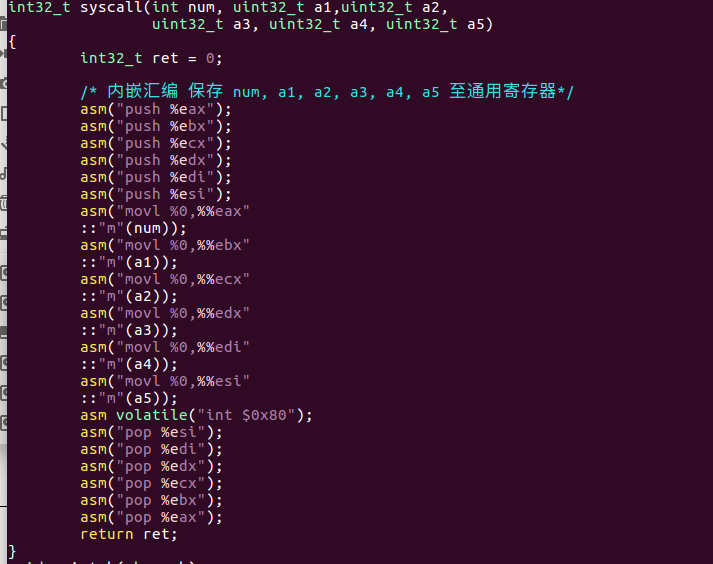 int32_t syscall(int num, uint32_t a1,uint32_t a2,
uint32_t a3, uint32_t a4, uint32_t a5)
{
int32_t ret = 0;
/* 内嵌汇编 保存 num, a1, a2, a3, a4, a5 至通用寄存器*/
asm("push %eax");
asm("push %ebx");
asm("push %ecx");
asm("push %edx");
asm("push %edi");
asm("push %esi");
asm("movl %0,%%eax"
::"m"(num));
asm("movl %0,%%ebx"
::"m"(a1));
asm("movl %0,%%ecx"
::"m"(a2));
asm("movl %0,%%edx"
::"m"(a3));
asm("movl %0,%%edi"
::"m"(a4));
asm("movl %0,%%esi"
::"m"(a5));
asm volatile("int $0x80");
asm("pop %esi");
asm("pop %edi");
asm("pop %edx");
asm("pop %ecx");
asm("pop %ebx");
asm("pop %eax");
return ret;
}